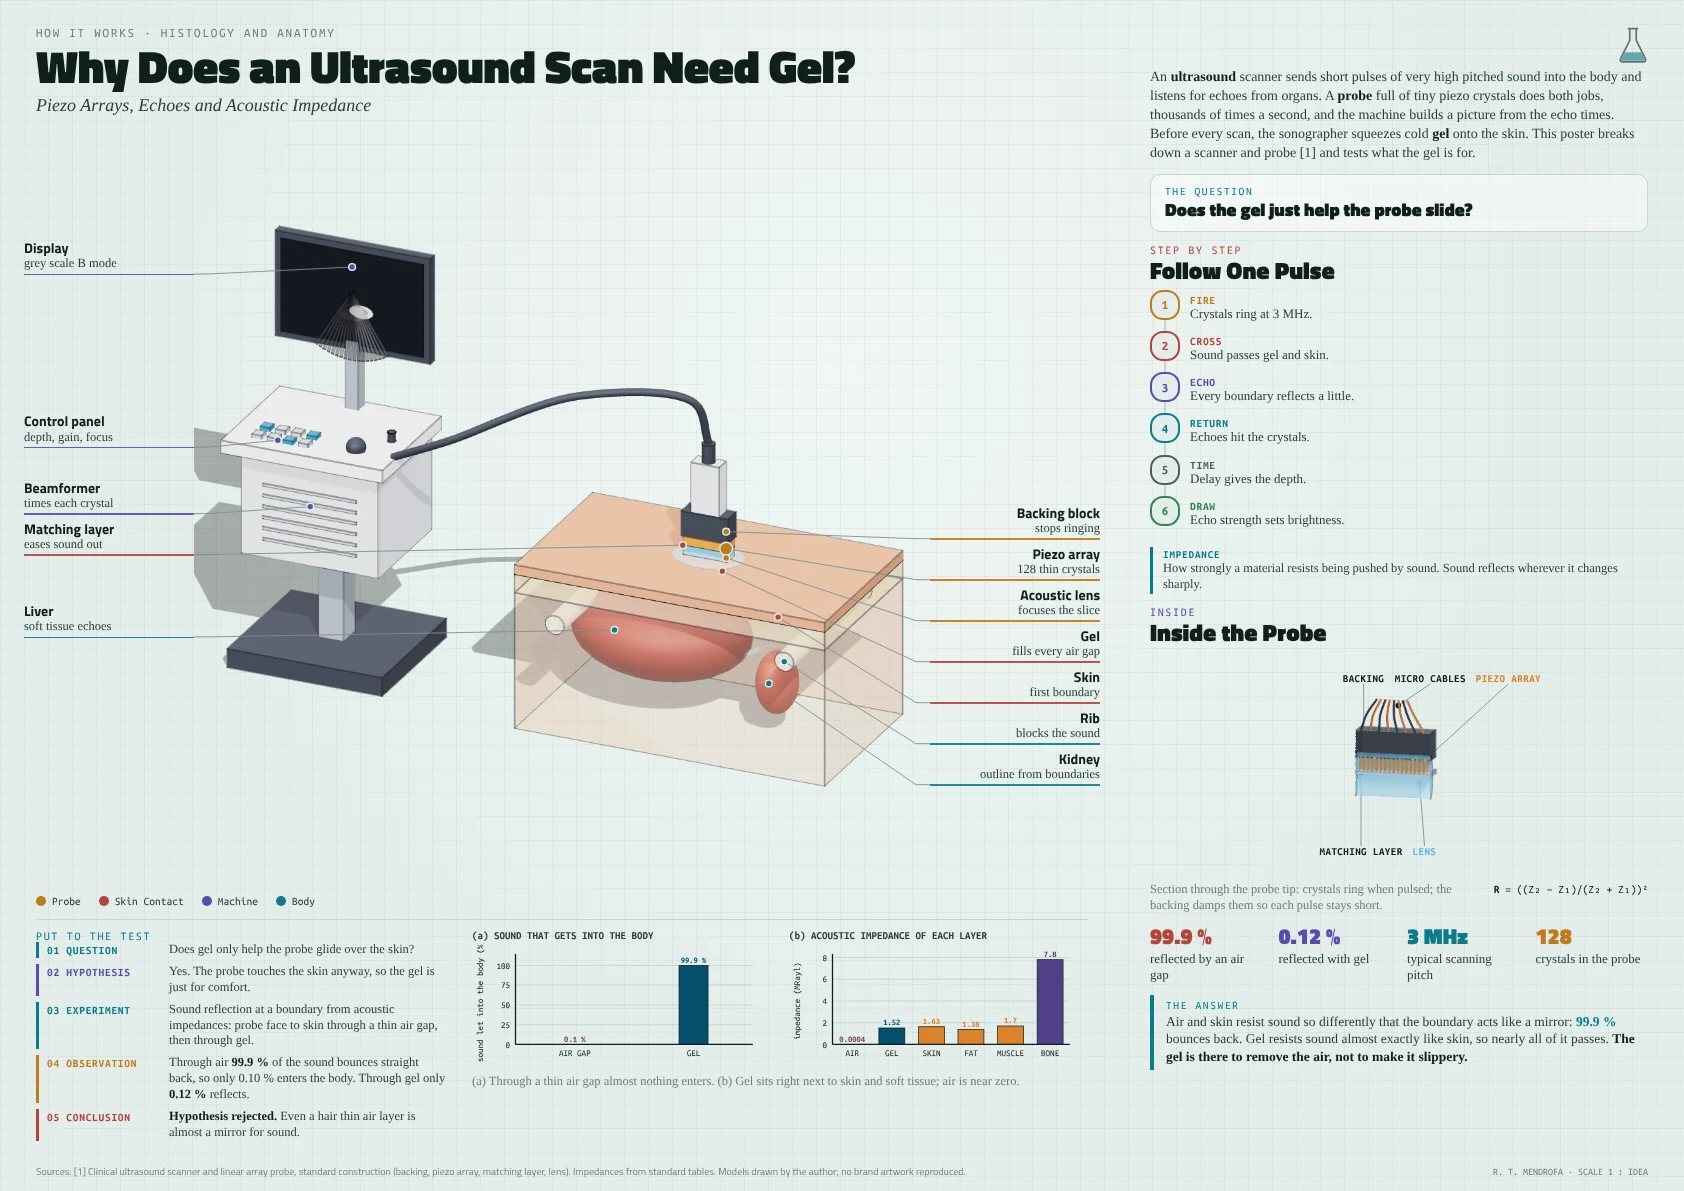 HOW IT WORKS · HISTOLOGY AND ANATOMY
Why Does an Ultrasound Scan Need Gel?
Piezo Arrays, Echoes and Acoustic Impedance
An ultrasound scanner sends short pulses of very high pitched sound into the body and
listens for echoes from organs. A probe full of tiny piezo crystals does both jobs,
thousands of times a second, and the machine builds a picture from the echo times.
Before every scan, the sonographer squeezes cold gel onto the skin. This poster breaks
down a scanner and probe [1] and tests what the gel is for.
THE QUESTION
Does the gel just help the probe slide?
STEP BY STEP
Follow One Pulse
1
FIRE
Crystals ring at 3 MHz.
2
CROSS
Sound passes gel and skin.
3
ECHO
Every boundary reflects a little.
4
RETURN
Echoes hit the crystals.
5
TIME
Delay gives the depth.
6
DRAW
Echo strength sets brightness.
IMPEDANCE
How strongly a material resists being pushed by sound. Sound reflects wherever it changes
sharply.
INSIDE
Inside the Probe
BACKING MICRO CABLES PIEZO ARRAY
MATCHING LAYER LENS
Section through the probe tip: crystals ring when pulsed; the
backing damps them so each pulse stays short.
R = ((Z₂ − Z₁)/(Z₂ + Z₁))²
99.9 %
reflected by an air
gap
0.12 %
reflected with gel
3 MHz
typical scanning
pitch
128
crystals in the probe
THE ANSWER
Air and skin resist sound so differently that the boundary acts like a mirror: 99.9 %
bounces back. Gel resists sound almost exactly like skin, so nearly all of it passes. The
gel is there to remove the air, not to make it slippery.
Display
grey scale B mode
Control panel
depth, gain, focus
Beamformer
times each crystal
Matching layer
eases sound out
Liver
soft tissue echoes
Backing block
stops ringing
Piezo array
128 thin crystals
Acoustic lens
focuses the slice
Gel
fills every air gap
Skin
first boundary
Rib
blocks the sound
Kidney
outline from boundaries
Probe
Skin Contact
Machine
Body
PUT TO THE TEST
01 QUESTION
Does gel only help the probe glide over the skin?
02 HYPOTHESIS
Yes. The probe touches the skin anyway, so the gel is
just for comfort.
03 EXPERIMENT
Sound reflection at a boundary from acoustic
impedances: probe face to skin through a thin air gap,
then through gel.
04 OBSERVATION
Through air 99.9 % of the sound bounces straight
back, so only 0.10 % enters the body. Through gel only
0.12 % reflects.
05 CONCLUSION
Hypothesis rejected. Even a hair thin air layer is
almost a mirror for sound.
(a) SOUND THAT GETS INTO THE BODY
sound let into the body (%
100
75
50
25
0
0.1 %
99.9 %
AIR GAP
GEL
(b) ACOUSTIC IMPEDANCE OF EACH LAYER
impedance (MRayl)
8
6
4
2
0
0.0004
1.52
1.63
1.38
1.7
7.8
AIR
GEL
SKIN
FAT
MUSCLE
BONE
(a) Through a thin air gap almost nothing enters. (b) Gel sits right next to skin and soft tissue; air is near zero.
Sources: [1] Clinical ultrasound scanner and linear array probe, standard construction (backing, piezo array, matching layer, lens). Impedances from standard tables. Models drawn by the author; no brand artwork reproduced.
R. T. MENDROFA · SCALE 1 : IDEA